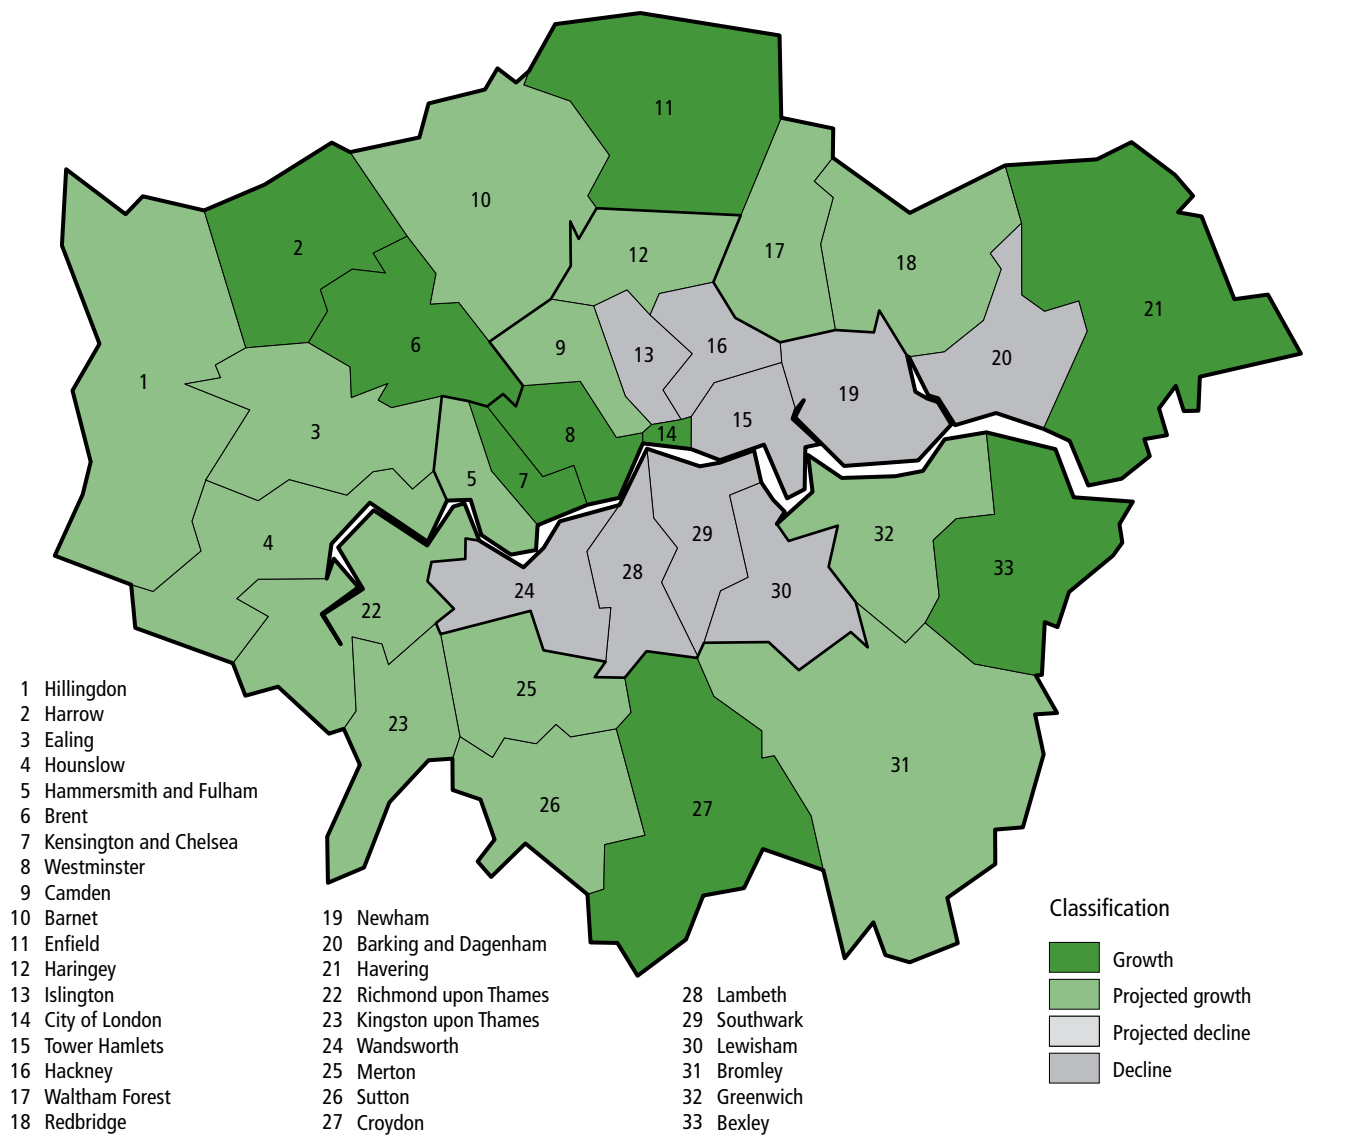 11
10
2
12
17
18
21
6
9
13
16
20
1
19
3
8
14
15
5
7
4
22
24
28
29
30
32
33
25
23
26
27
31
1 Hillingdon
2 Harrow
3 Ealing
4 Hounslow
5 Hammersmith and Fulham
6 Brent
7 Kensington and Chelsea
8 Westminster
9 Camden
10 Barnet
11 Enfield
12 Haringey
13 Islington
14 City of London
15 Tower Hamlets
16 Hackney
17 Waltham Forest
18 Redbridge
19 Newham
20 Barking and Dagenham
21 Havering
22 Richmond upon Thames
23 Kingston upon Thames
24 Wandsworth
25 Merton
26 Sutton
27 Croydon
28 Lambeth
29 Southwark
30 Lewisham
31 Bromley
32 Greenwich
33 Bexley
Classification
Growth
Projected growth
Projected decline
Decline